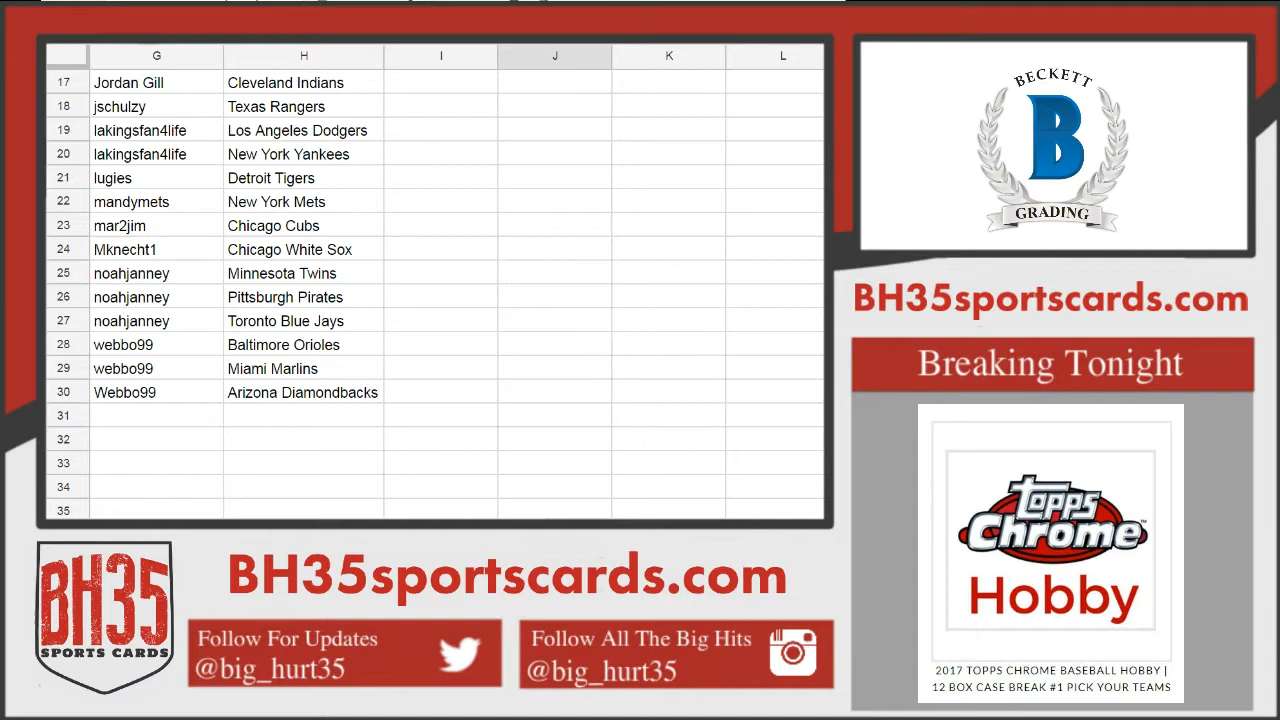 G H I J K L
17 Jordan Gill Cleveland Indians
18 jschulzy Texas Rangers
19 lakingsfan4life Los Angeles Dodgers
20 lakingsfan4life New York Yankees
21 lugies Detroit Tigers
22 mandymets New York Mets
23 mar2jim Chicago Cubs
24 Mknecht1 Chicago White Sox
25 noahjanney Minnesota Twins
26 noahjanney Pittsburgh Pirates
27 noahjanney Toronto Blue Jays
28 webbo99 Baltimore Orioles
29 webbo99 Miami Marlins
30 Webbo99 Arizona Diamondbacks
31
32
33
34
35
BECKETT
B
GRADING
BH35sportscards.com
Breaking Tonight
Topps
Chrome™
Hobby
2017 TOPPS CHROME BASEBALL HOBBY |
12 BOX CASE BREAK #1 PICK YOUR TEAMS
BH35
SPORTS CARDS
BH35sportscards.com
Follow For Updates
@big_hurt35
Follow All The Big Hits
@big_hurt35